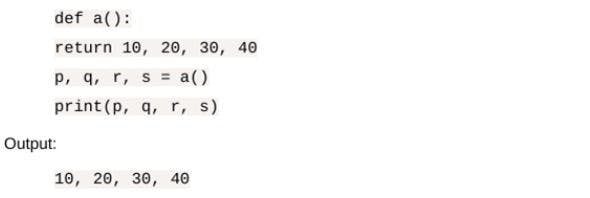 def a():
return 10, 20, 30, 40
p, q, r, s = a()
print(p, q, r, s)
Output:
10, 20, 30, 40